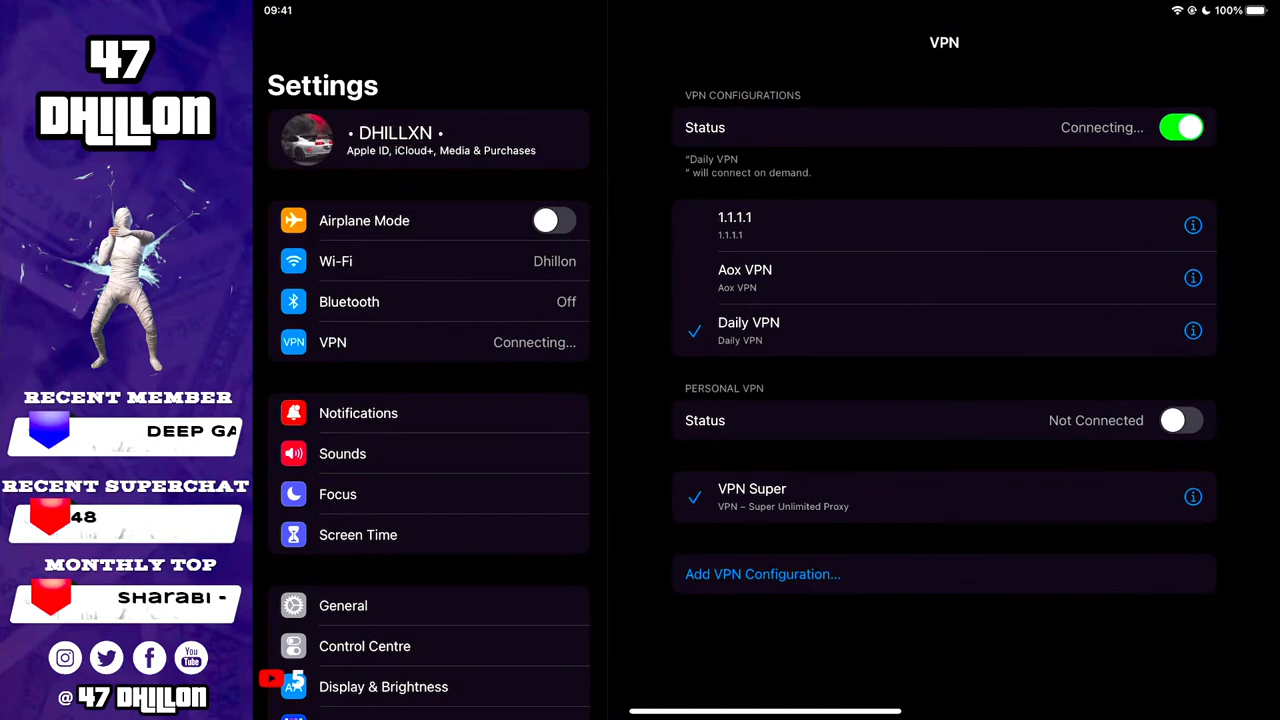 47
DHILLON
RECENT MEMBER
DEEP GA
RECENT SUPERCHAT
48
MONTHLY TOP
Sharabi -
You
Tube
@ 47 DHILLON
09:41
Settings
• DHILLXN •
Apple ID, iCloud+, Media & Purchases
Airplane Mode
Wi-Fi Dhillon
Bluetooth Off
VPN VPN Connecting...
Notifications
Sounds
Focus
Screen Time
General
Control Centre
5
AA Display & Brightness
100%
VPN
VPN CONFIGURATIONS
Status Connecting...
"Daily VPN
" will connect on demand.
1.1.1.1
1.1.1.1
Aox VPN
Aox VPN
Daily VPN
Daily VPN
PERSONAL VPN
Status Not Connected
VPN Super
VPN – Super Unlimited Proxy
Add VPN Configuration...